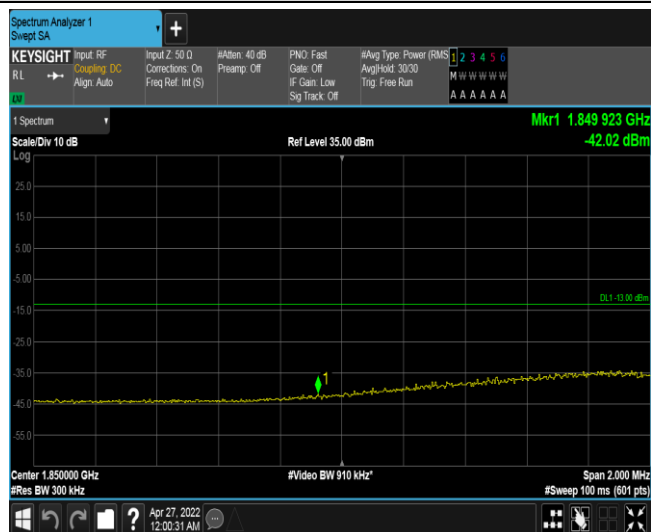 Spectrum Analyzer 1
Swept SA
+
KEYSIGHT
RL
LXI
Input: RF
Coupling: DC
Align: Auto
Input Z: 50 Ω
Corrections: On
Freq Ref: Int (S)
#Atten: 40 dB
Preamp: Off
PNO: Fast
Gate: Off
IF Gain: Low
Sig Track: Off
#Avg Type: Power (RMS
Avg|Hold: 30/30
Trig: Free Run
1 2 3 4 5 6
M W W W W W
A A A A A A
1 Spectrum
Mkr1 1.849 923 GHz
-42.02 dBm
Scale/Div 10 dB
Ref Level 35.00 dBm
Log
25.0
15.0
5.00
-5.00
DL1 -13.00 dBm
-15.0
-25.0
-35.0
1
-45.0
-55.0
Center 1.850000 GHz
#Video BW 910 kHz*
Span 2.000 MHz
#Res BW 300 kHz
#Sweep 100 ms (601 pts)
?
Apr 27, 2022
12:00:31 AM